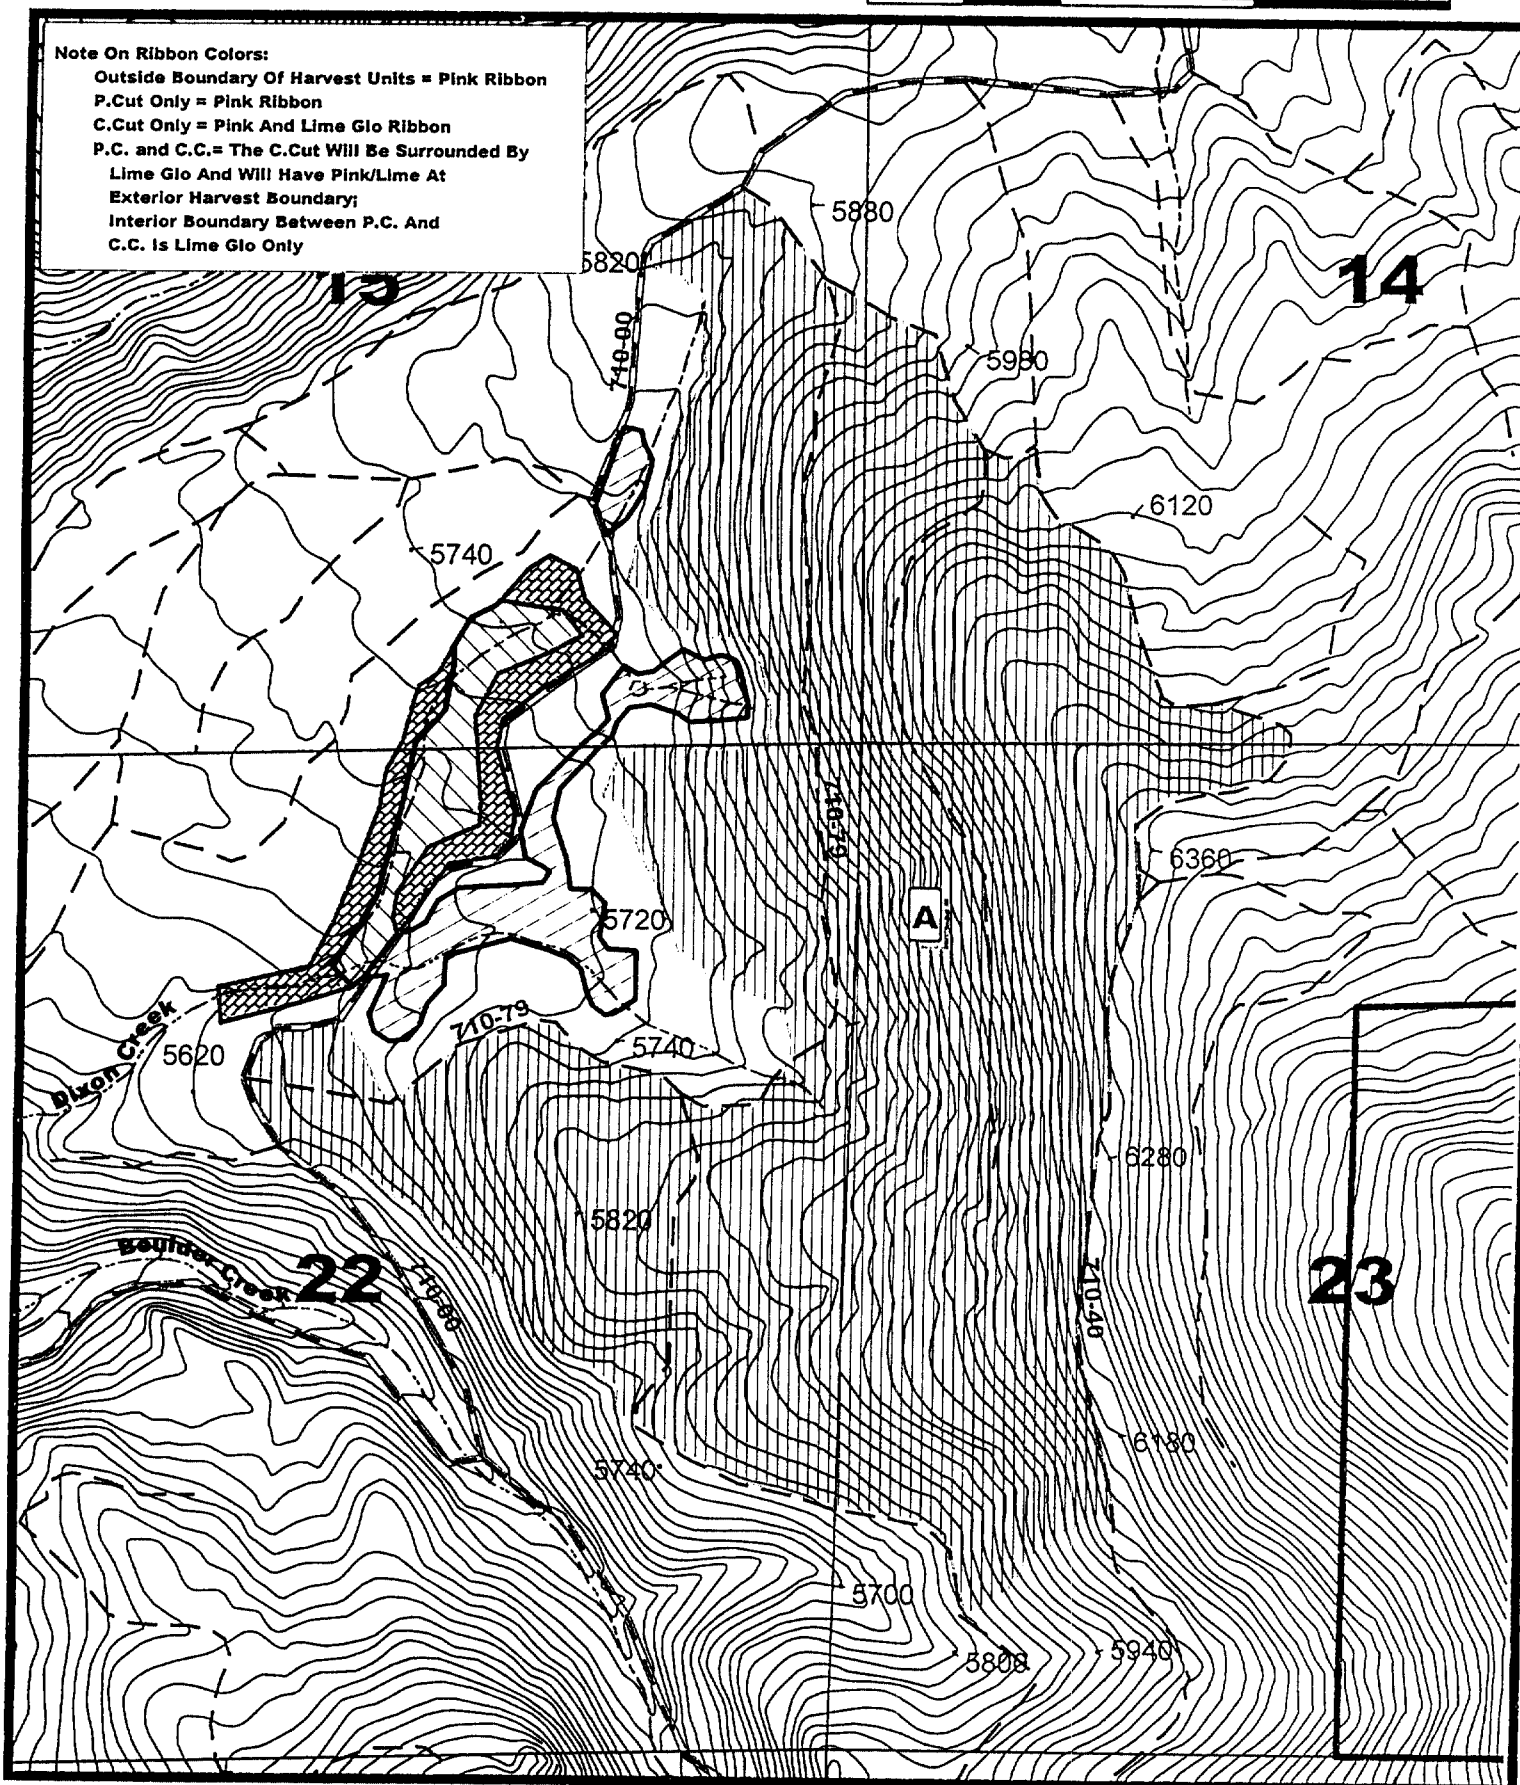 Note On Ribbon Colors:
Outside Boundary Of Harvest Units = Pink Ribbon
P.Cut Only = Pink Ribbon
C.Cut Only = Pink And Lime Glo Ribbon
P.C. and C.C.= The C.Cut Will Be Surrounded By
Lime Glo And Will Have Pink/Lime At
Exterior Harvest Boundary;
Interior Boundary Between P.C. And
C.C. Is Lime Glo Only
5880
5820
15
14
710-00
5980
6120
5740
710-79
6360
A
5720
710-79
Dixon Creek
5620
5740
6280
5820
Boulder Creek
22
710-00
23
710-40
6180
5740
5700
5800
5940